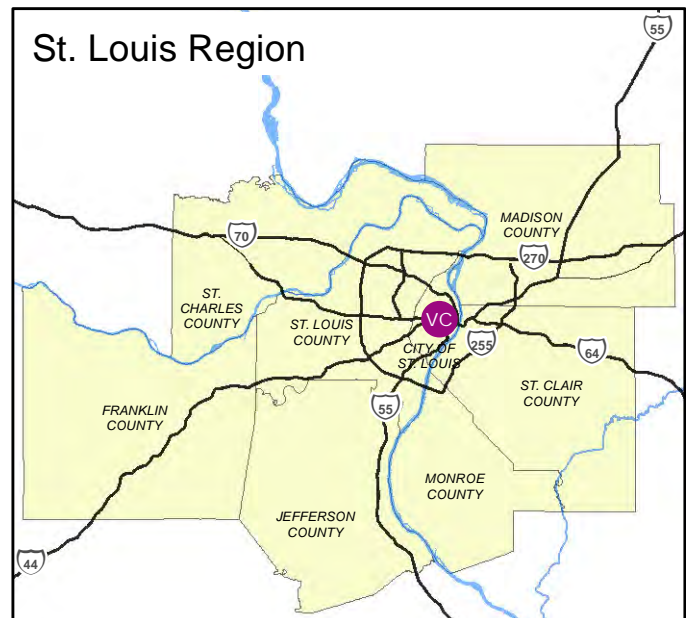 St. Louis Region
55
MADISON
COUNTY
70
270
ST.
CHARLES
COUNTY
ST. LOUIS
COUNTY
VC
CITY OF
ST. LOUIS
255
64
ST. CLAIR
COUNTY
FRANKLIN
COUNTY
55
MONROE
COUNTY
JEFFERSON
COUNTY
44